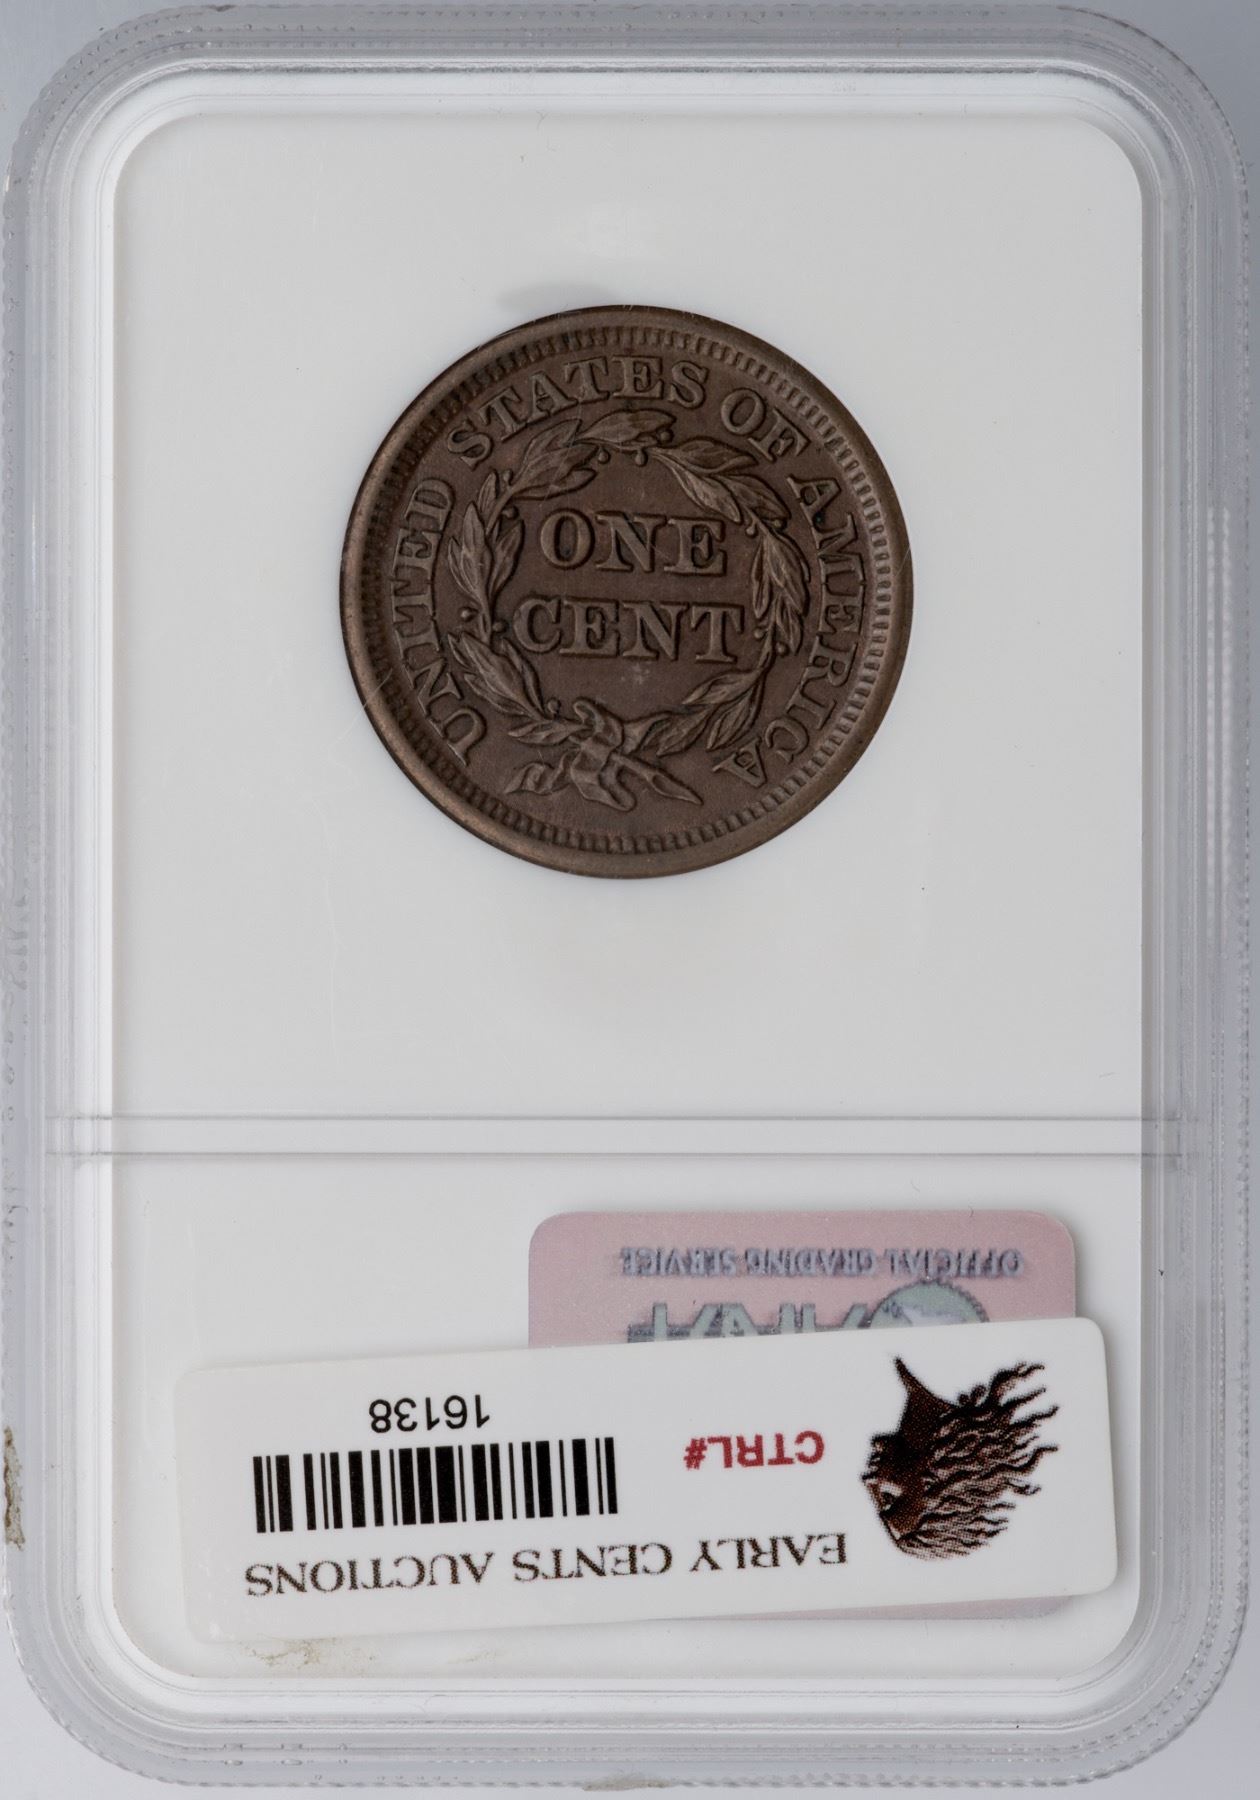 UNITED STATES OF AMERICA
ONE
CENT
EARLY CENTS AUCTIONS
CTRL#
16138
OFFICIAL GRADING SERVICE